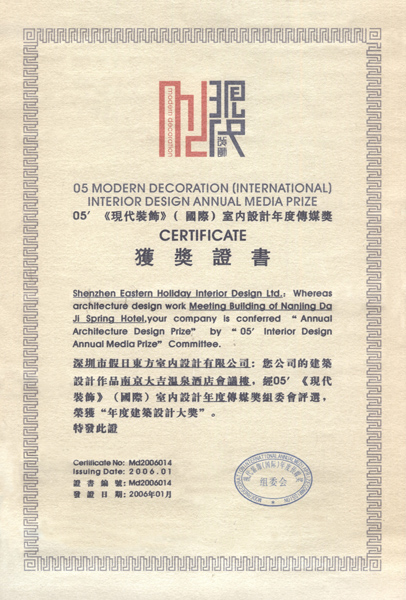 现代
装飾
modern decoration
05 MODERN DECORATION (INTERNATIONAL)
INTERIOR DESIGN ANNUAL MEDIA PRIZE
05′《現代裝飾》（國際）室内設計年度傳媒獎
CERTIFICATE
獲獎證書
Shenzhen Eastern Holiday Interior Design Ltd.: Whereas
architecture design work Meeting Building of Nanjing Da
Ji Spring Hotel,your company is conferred “Annual
Architecture Design Prize” by “05′ Interior Design
Annual Media Prize” Committee.
深圳市假日東方室内設計有限公司：您公司的建築
設計作品南京大吉溫泉酒店會議樓，經05′《現代
裝飾》（國際）室内設計年度傳媒獎組委會評選，
榮獲“年度建築設計大獎”。
特發此證
Certificate No: Md2006014
Issuing Date: 2006.01
證書編號: Md2006014
發證日期: 2006年01月
組委會